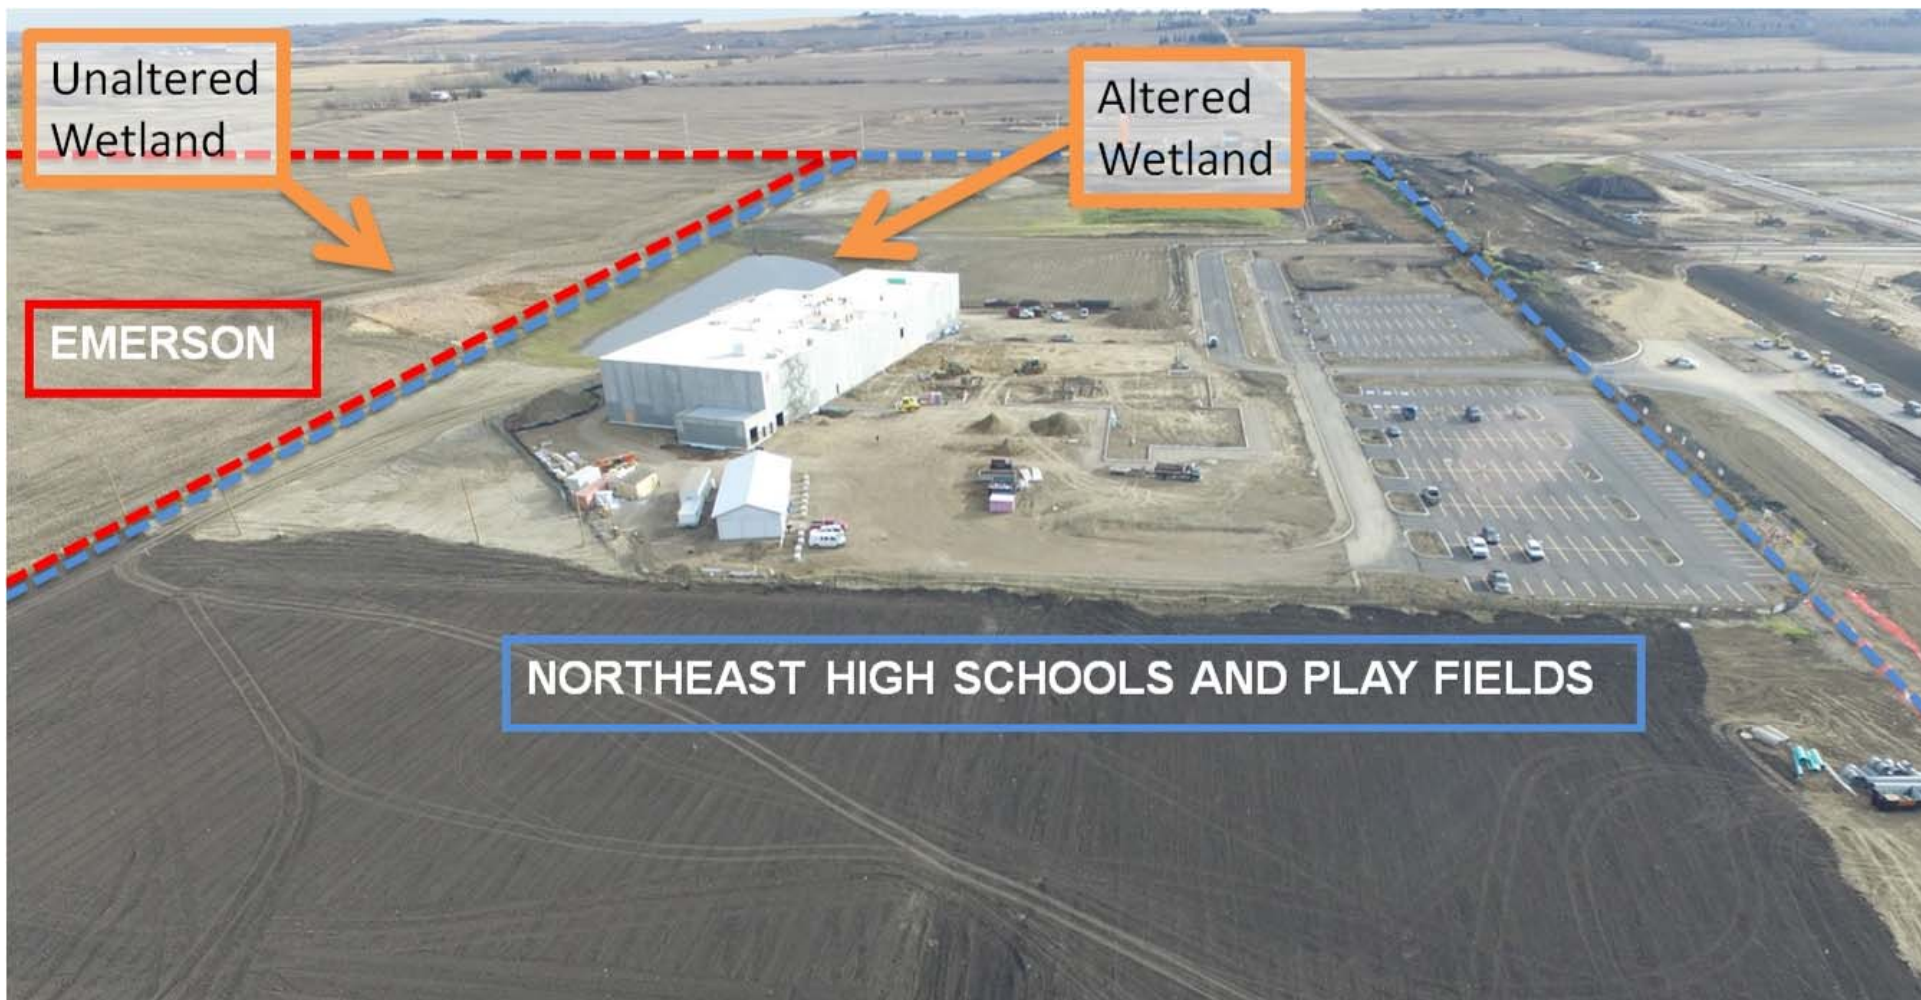 Unaltered
Wetland
Altered
Wetland
EMERSON
NORTHEAST HIGH SCHOOLS AND PLAY FIELDS